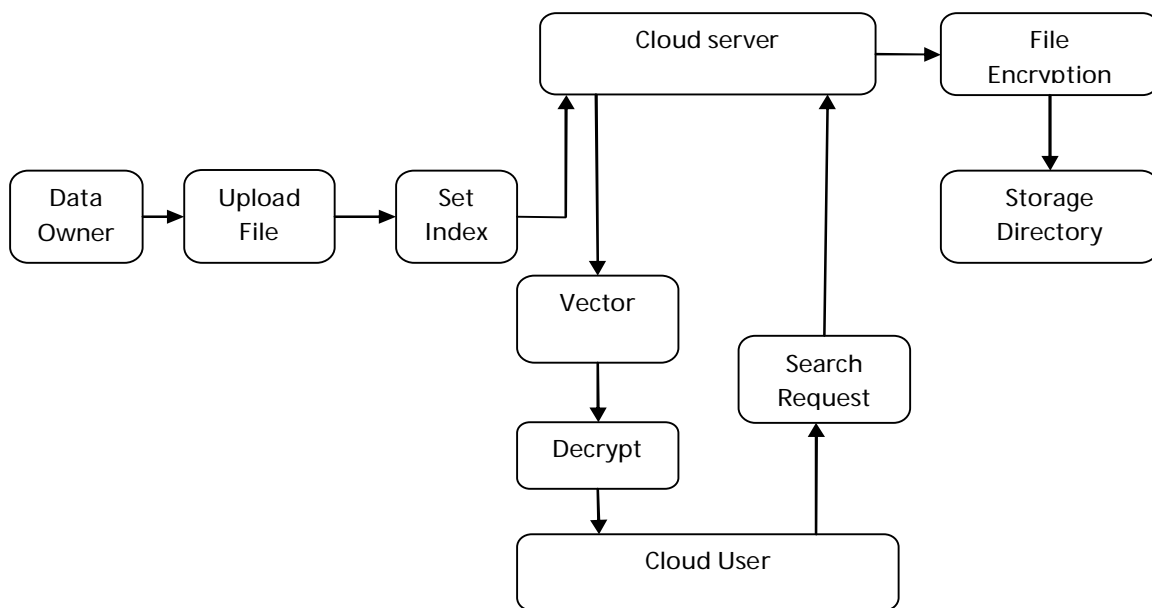 Cloud server
File
Encryption
Data
Owner
Upload
File
Set
Index
Storage
Directory
Vector
Search
Request
Decrypt
Cloud User